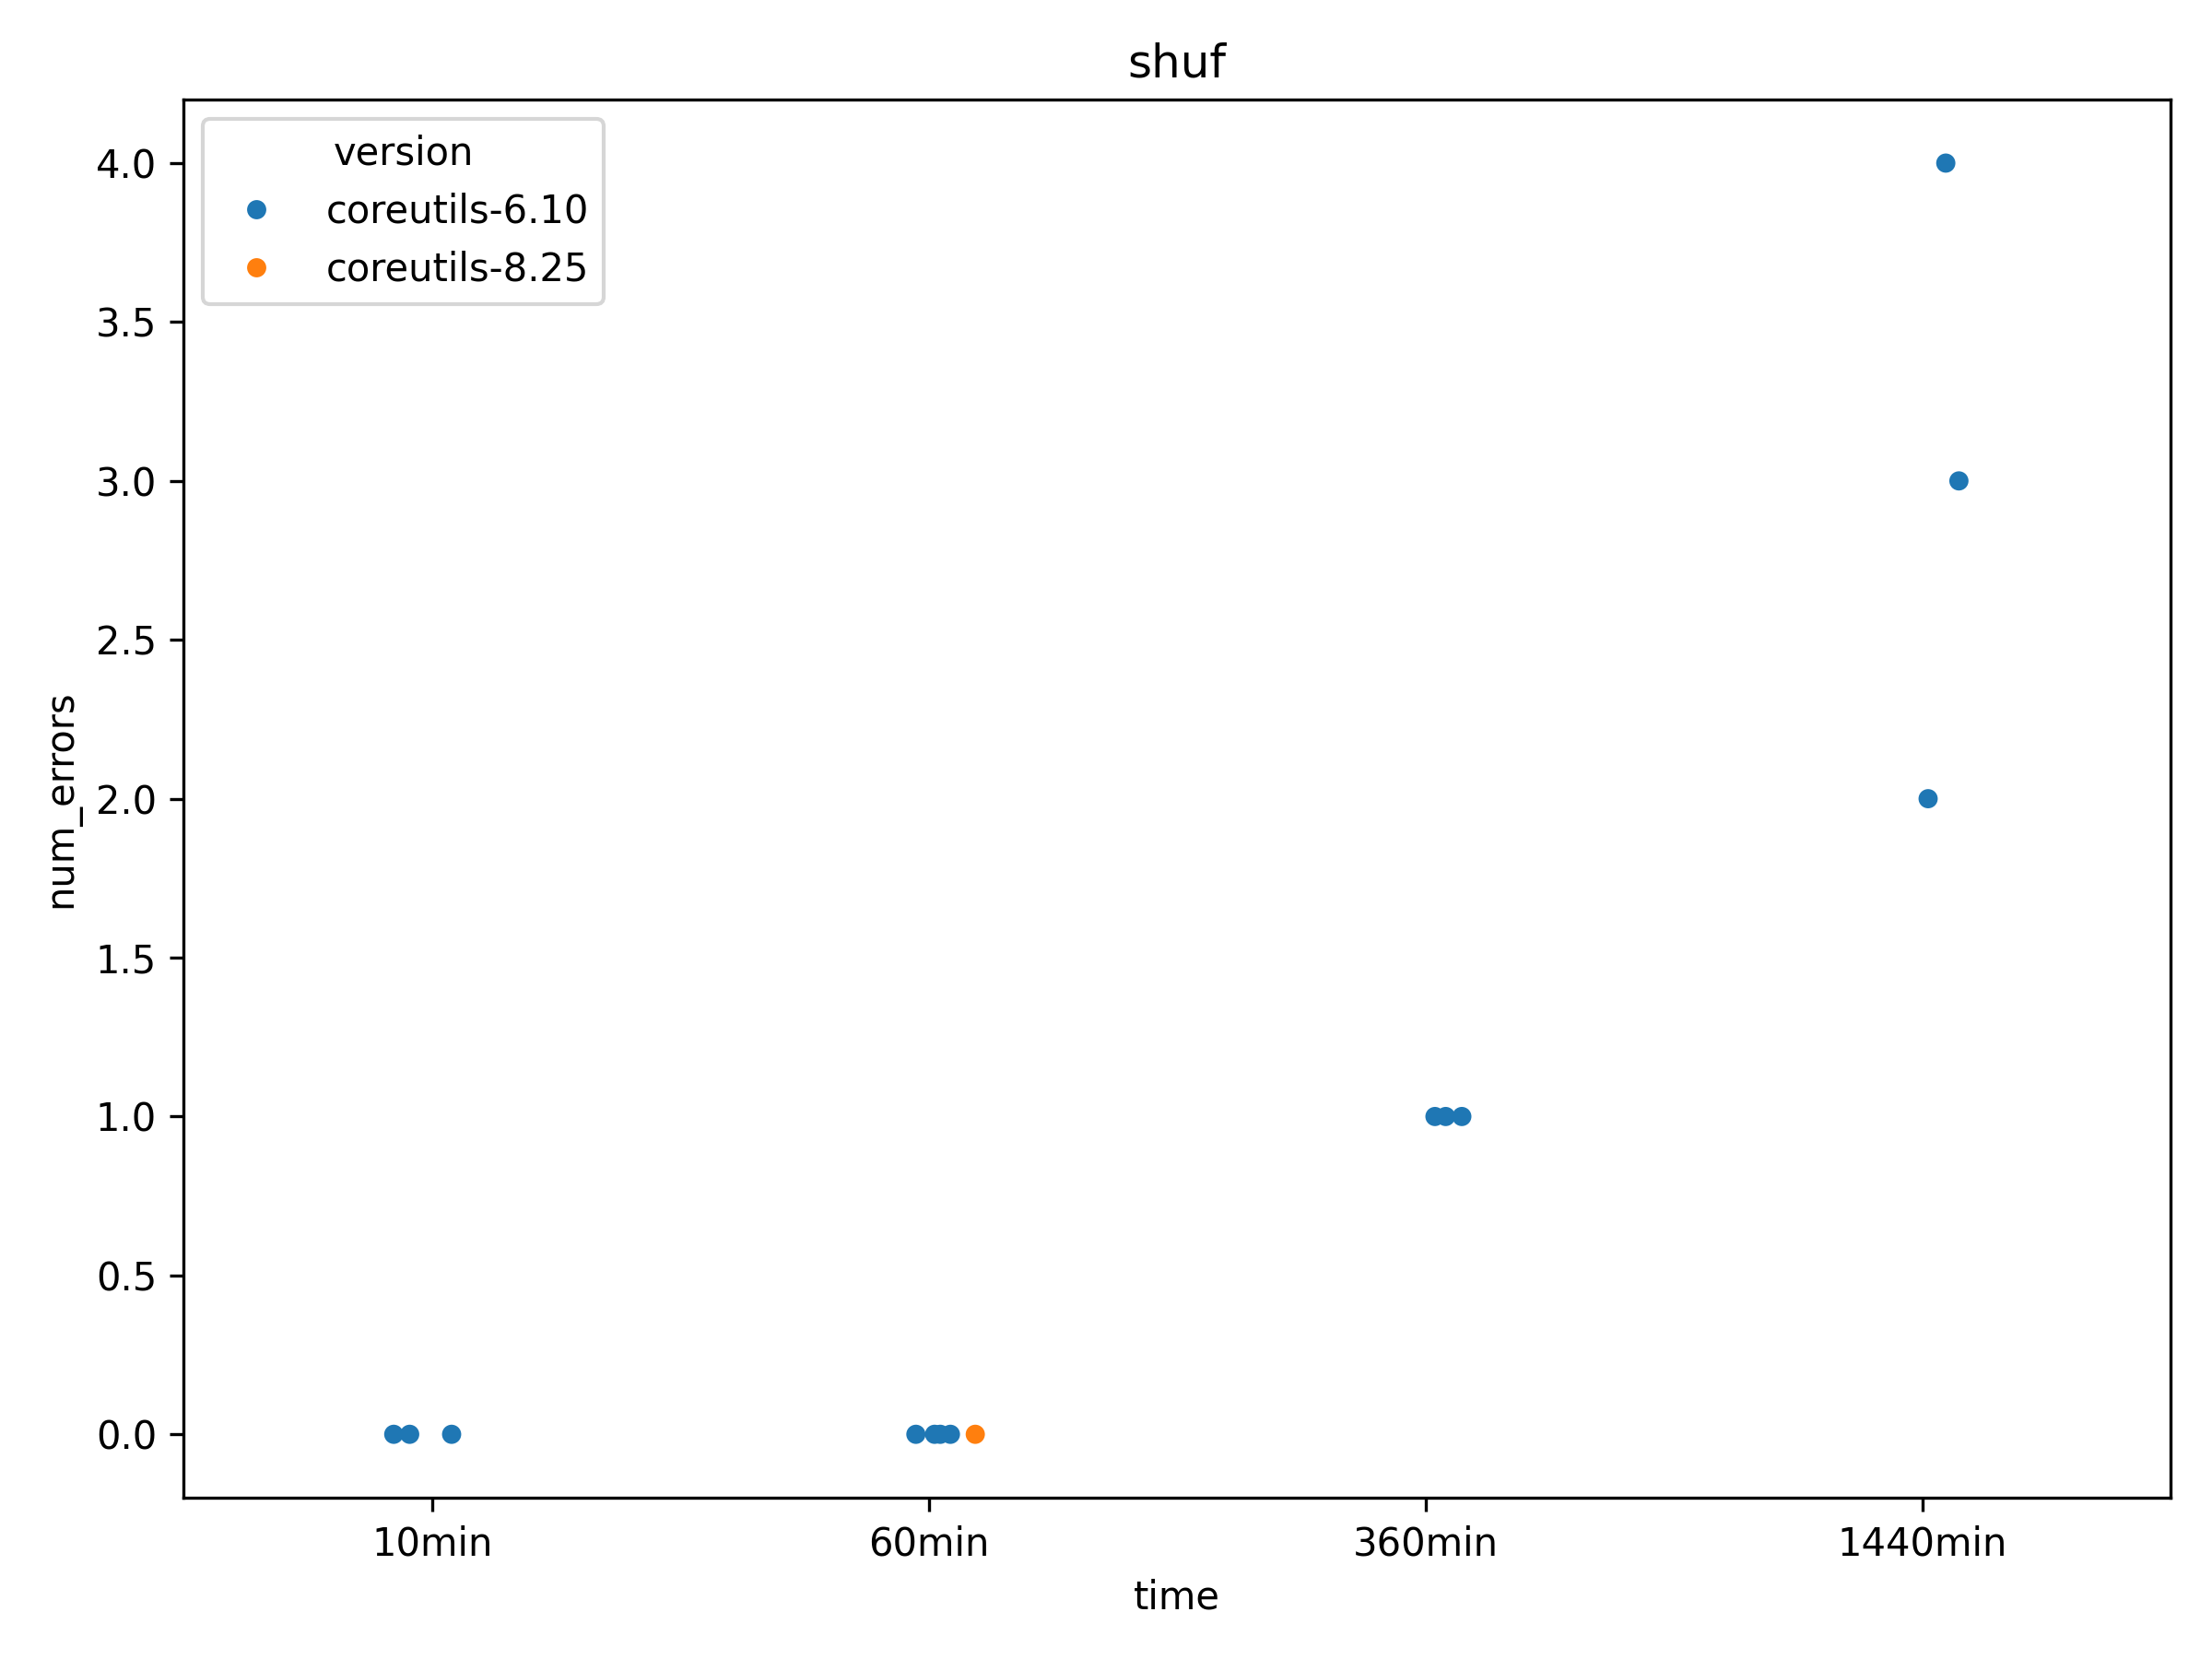 shuf
version
coreutils-6.10
coreutils-8.25
4.0
3.5
3.0
2.5
2.0
1.5
1.0
0.5
0.0
num_errors
10min 60min 360min 1440min
time